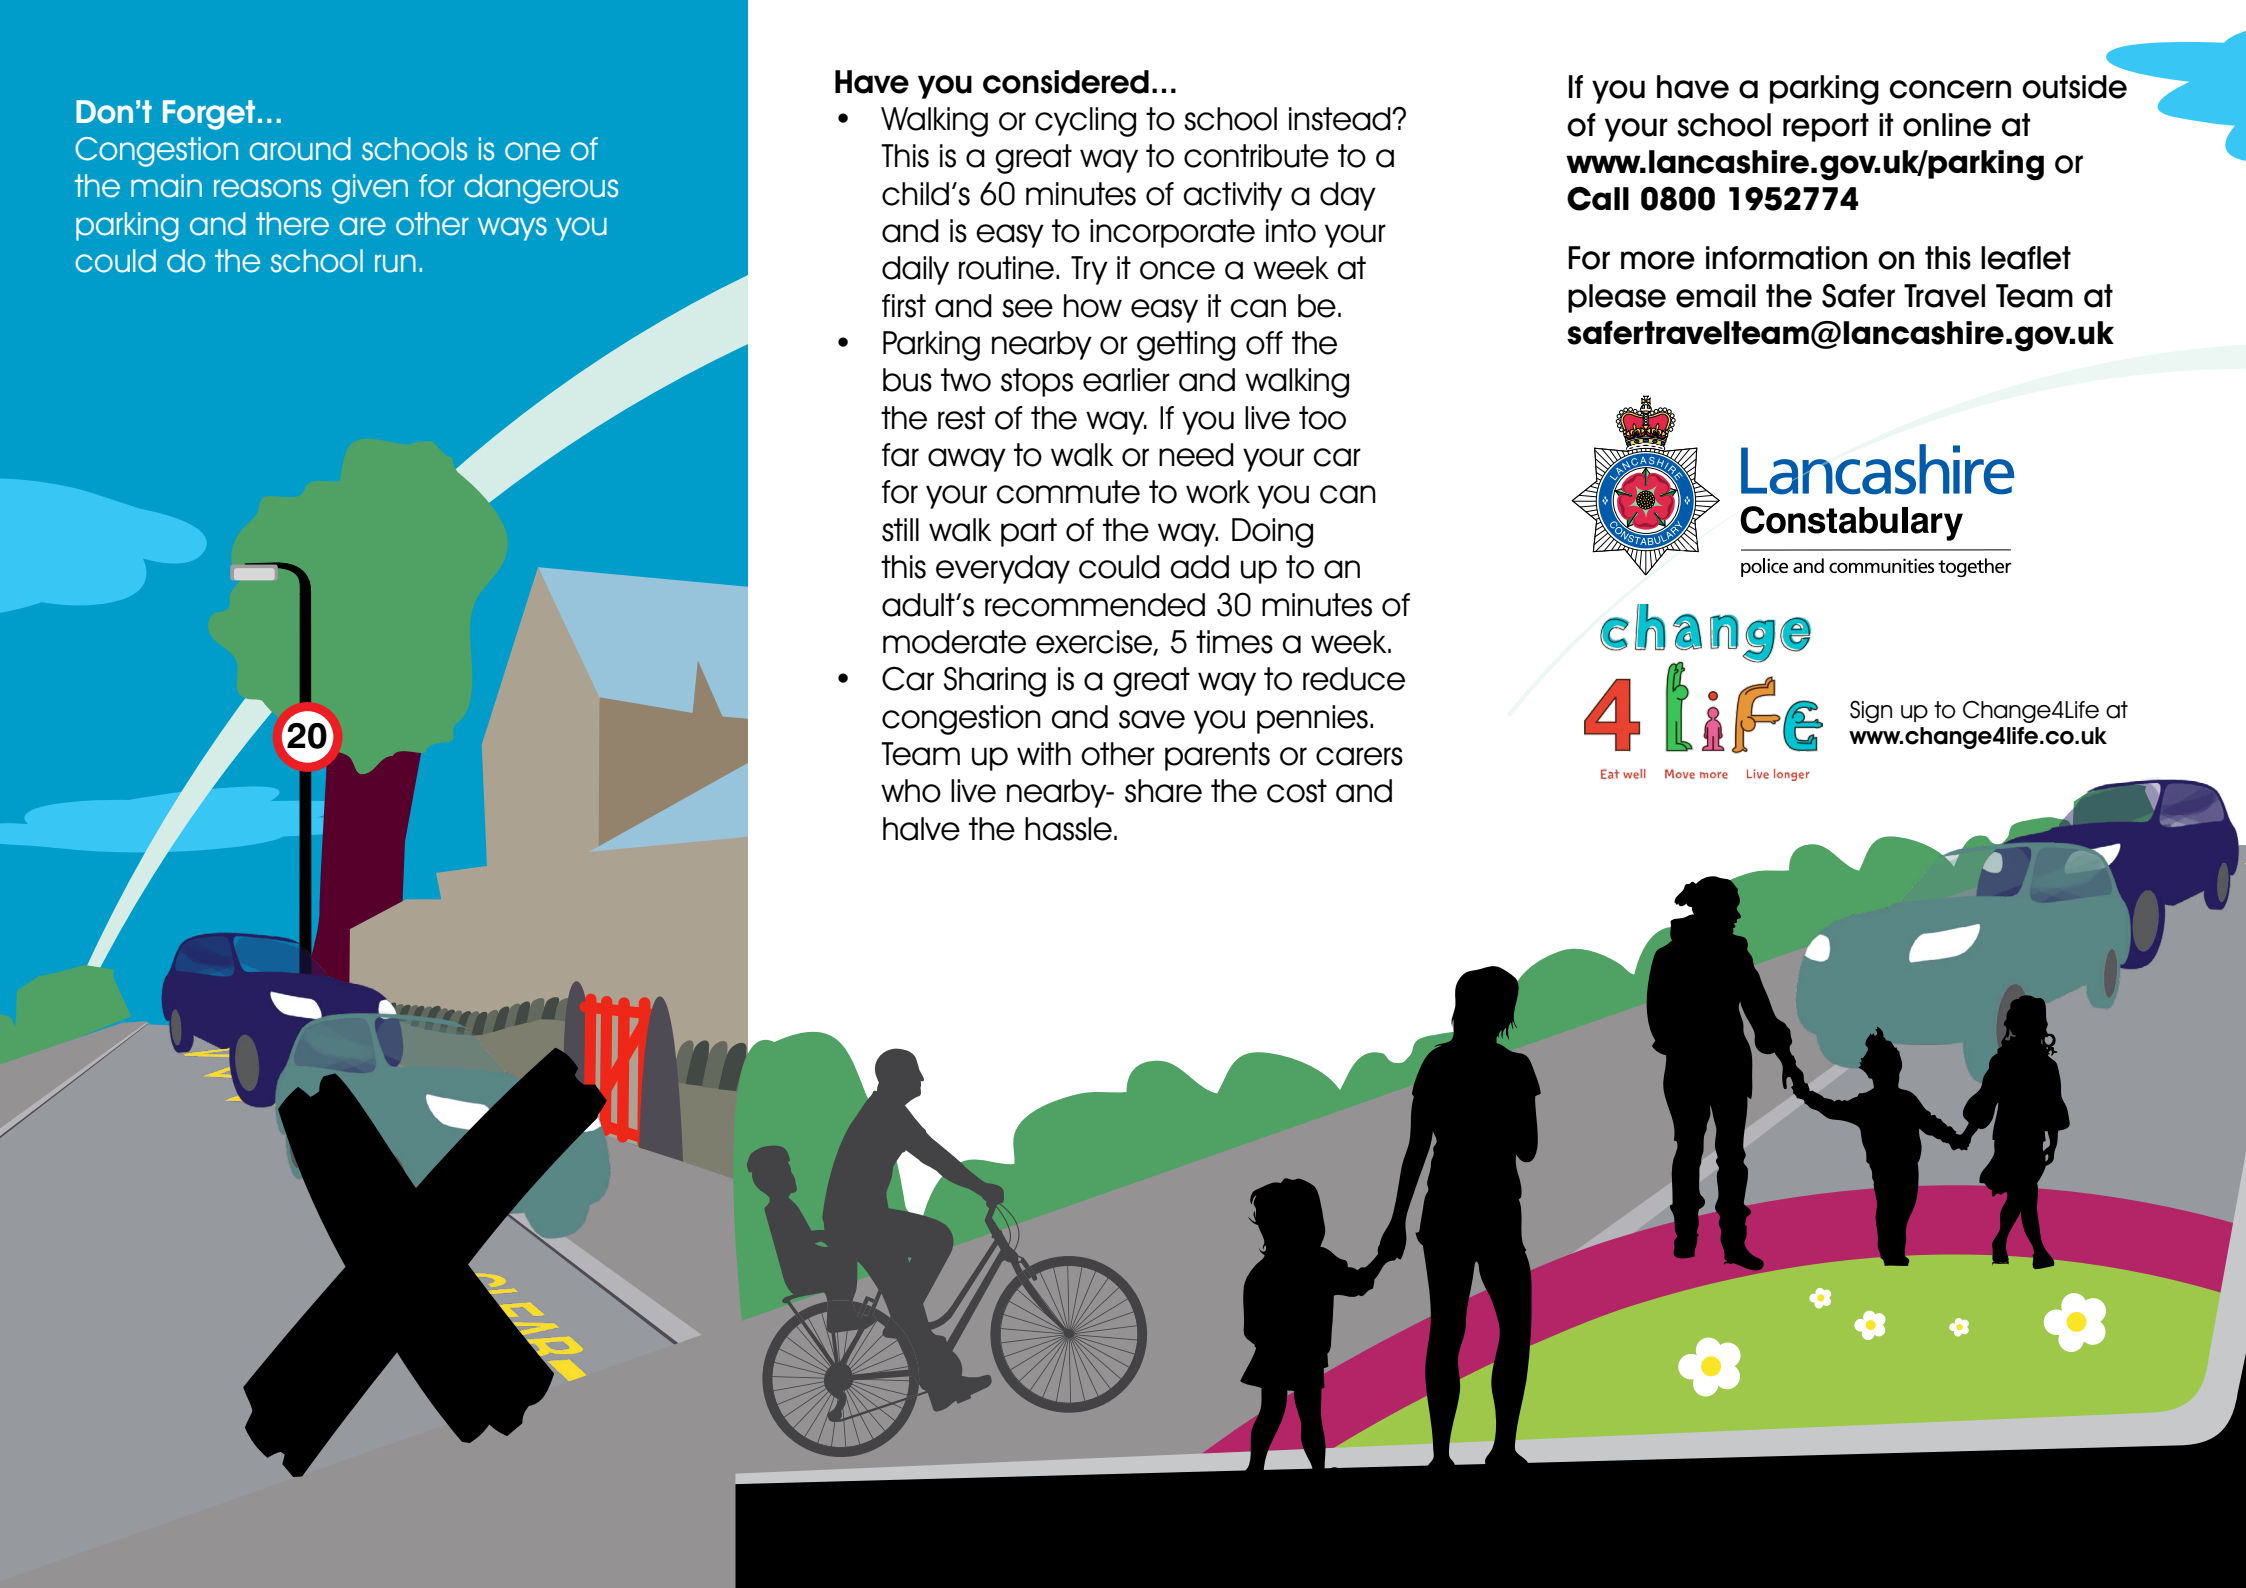 Don't Forget...
Congestion around schools is one of
the main reasons given for dangerous
parking and there are other ways you
could do the school run.
20
CLEAR
Have you considered...
• Walking or cycling to school instead?
This is a great way to contribute to a
child's 60 minutes of activity a day
and is easy to incorporate into your
daily routine. Try it once a week at
first and see how easy it can be.
• Parking nearby or getting off the
bus two stops earlier and walking
the rest of the way. If you live too
far away to walk or need your car
for your commute to work you can
still walk part of the way. Doing
this everyday could add up to an
adult's recommended 30 minutes of
moderate exercise, 5 times a week.
• Car Sharing is a great way to reduce
congestion and save you pennies.
Team up with other parents or carers
who live nearby- share the cost and
halve the hassle.
If you have a parking concern outside
of your school report it online at
www.lancashire.gov.uk/parking or
Call 0800 1952774
For more information on this leaflet
please email the Safer Travel Team at
safertravelteam@lancashire.gov.uk
LANCASHIRE
CONSTABULARY
Lancashire
Constabulary
police and communities together
change
4 life
Eat well Move more Live longer
Sign up to Change4Life at
www.change4life.co.uk